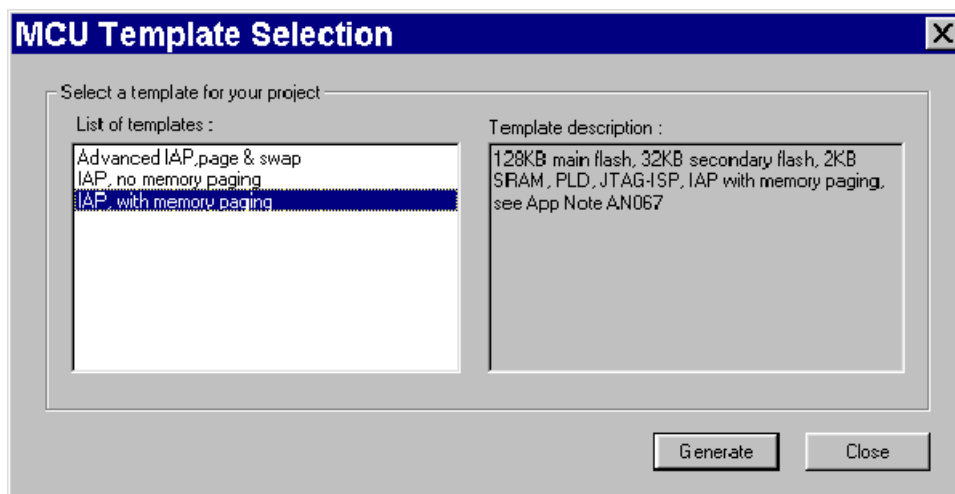 MCU Template Selection
Select a template for your project
List of templates :
Advanced IAP,page & swap
IAP, no memory paging
IAP, with memory paging
Template description :
128KB main flash, 32KB secondary flash, 2KB
SRAM, PLD, JTAG-ISP, IAP with memory paging,
see App Note AN067
Generate
Close